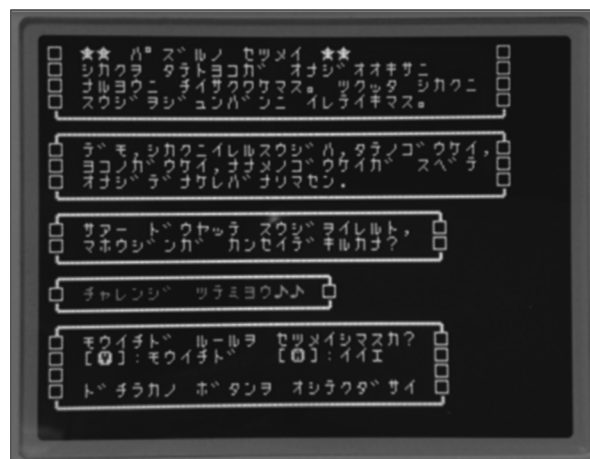 ★★ パズルノ セツメイ ★★
シカクヲ タテトヨコガ オナジオオキサニ
ナルヨウニ チイサクワケマス。 ツクッタ シカクニ
スウジヲジュンバンニ イレテイキマス。
デモ,シカクニイレルスウジハ,タテノゴウケイ,
ヨコノガウケイ,ナナメノゴウケイガ スベテ
オナジデナケレバナリマセン.
サアー ドウヤッテ スウジヲイレルト,
マホウジンガ カンセイデキルカナ?
チャレンジ ッテミヨウ♪♪
モウイチド ルールヲ セツメイシマスカ?
[Y]:モウイチド [N]:イイエ
ドチラカノ ボタンヲ オシテクダサイ